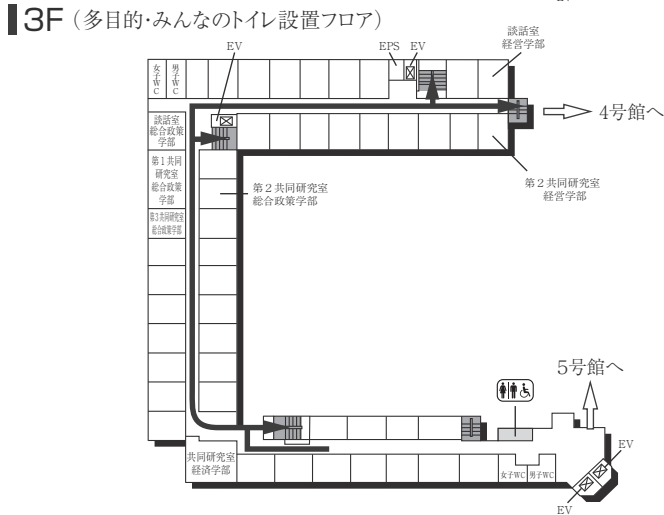 3F（多目的・みんなのトイレ設置フロア）
談話室
経営学部
EV
EPS
EV
女子WC
男子WC
4号館へ
談話室
総合政策
学部
第1共同
研究室
総合政策
学部
第2共同研究室
総合政策学部
第2共同研究室
経営学部
第3共同研究室
総合政策学部
5号館へ
共同研究室
経済学部
女子WC
男子WC
EV
EV